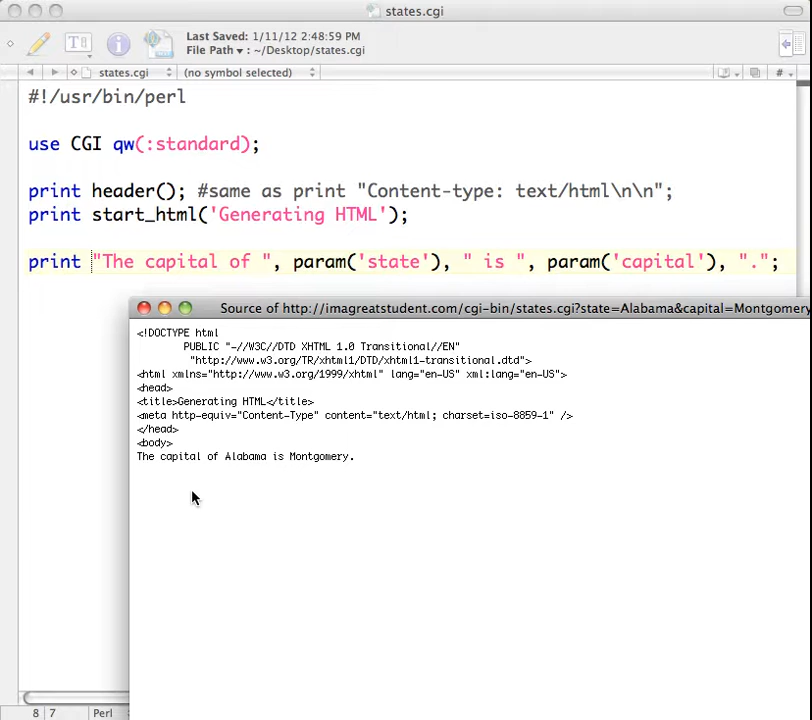 states.cgi
Last Saved: 1/11/12 2:48:59 PM
File Path ▾ : ~/Desktop/states.cgi
states.cgi (no symbol selected) #
#!/usr/bin/perl
use CGI qw(:standard);
print header(); #same as print "Content-type: text/html\n\n";
print start_html('Generating HTML');
print "The capital of ", param('state'), " is ", param('capital'), ".";
Source of http://imagreatstudent.com/cgi-bin/states.cgi?state=Alabama&capital=Montgomery
<!DOCTYPE html
PUBLIC "-//W3C//DTD XHTML 1.0 Transitional//EN"
"http://www.w3.org/TR/xhtml1/DTD/xhtml1-transitional.dtd">
<html xmlns="http://www.w3.org/1999/xhtml" lang="en-US" xml:lang="en-US">
<head>
<title>Generating HTML</title>
<meta http-equiv="Content-Type" content="text/html; charset=iso-8859-1" />
</head>
<body>
The capital of Alabama is Montgomery.
8 7 Perl